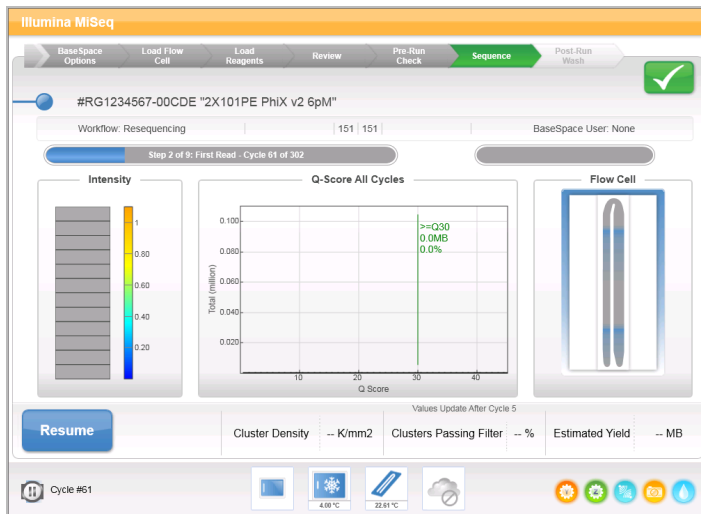 Illumina MiSeq
BaseSpace Options
Load Flow Cell
Load Reagents
Review
Pre-Run Check
Sequence
Post-Run Wash
#RG1234567-00CDE "2X101PE PhiX v2 6pM"
Workflow: Resequencing | | 151 | 151 | | BaseSpace User: None
Step 2 of 9: First Read - Cycle 61 of 302
Intensity
1
0.80
0.60
0.40
0.20
Q-Score All Cycles
Total (million)
0.100
0.080
0.060
0.040
0.020
>=Q30
0.0MB
0.0%
10 20 30 40
Q Score
Flow Cell
Values Update After Cycle 5
Resume
Cluster Density -- K/mm2 Clusters Passing Filter -- % Estimated Yield -- MB
Cycle #61
4.00 °C
22.61 °C